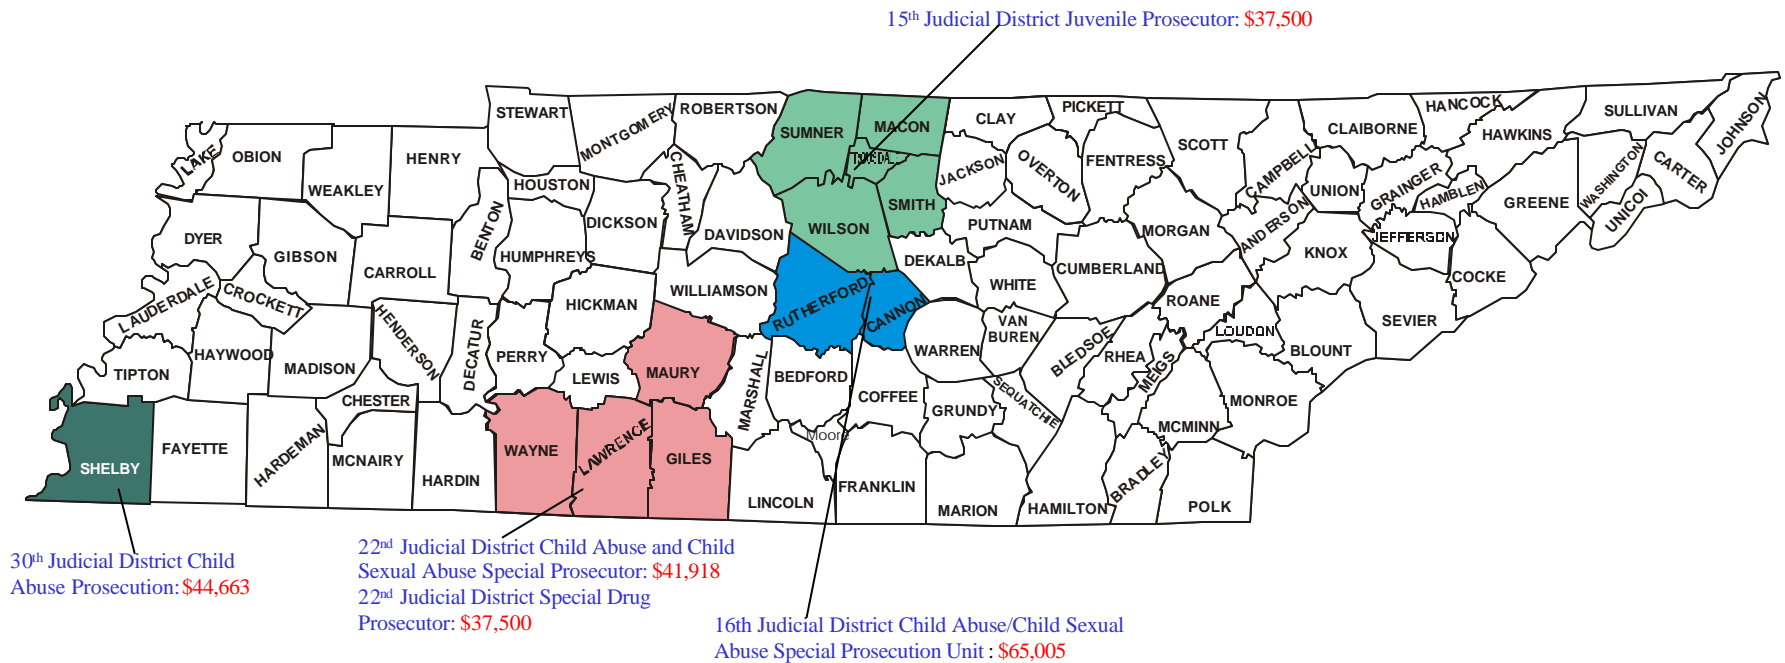 15th Judicial District Juvenile Prosecutor: $37,500
STEWART
MONTGOMERY
ROBERTSON
SUMNER
MACON
CLAY
PICKETT
SCOTT
CLAIBORNE
HANCOCK
HAWKINS
SULLIVAN
JOHNSON
LAKE
OBION
WEAKLEY
HENRY
HOUSTON
CHEATHAM
JACKSON
OVERTON
FENTRESS
CAMPBELL
UNION
GRAINGER
HAMBLEN
WASHINGTON
CARTER
UNICOI
GREENE
DYER
GIBSON
CARROLL
BENTON
HUMPHREYS
DICKSON
DAVIDSON
WILSON
SMITH
PUTNAM
DEKALB
WHITE
CUMBERLAND
MORGAN
ANDERSON
KNOX
JEFFERSON
COCKE
LAUDERDALE
CROCKETT
HAYWOOD
MADISON
HENDERSON
DECATUR
PERRY
HICKMAN
WILLIAMSON
RUTHERFORD
CANNON
WARREN
VAN
BUREN
BLEDSOE
RHEA
MEIGS
ROANE
LOUDON
BLOUNT
SEVIER
TIPTON
CHESTER
LEWIS
MAURY
MARSHALL
BEDFORD
COFFEE
GRUNDY
SEQUATCHIE
MCMINN
MONROE
SHELBY
FAYETTE
HARDEMAN
MCNAIRY
HARDIN
WAYNE
LAWRENCE
GILES
LINCOLN
Moore
FRANKLIN
MARION
HAMILTON
BRADLEY
POLK
30th Judicial District Child
Abuse Prosecution: $44,663
22nd Judicial District Child Abuse and Child
Sexual Abuse Special Prosecutor: $41,918
22nd Judicial District Special Drug
Prosecutor: $37,500
16th Judicial District Child Abuse/Child Sexual
Abuse Special Prosecution Unit : $65,005